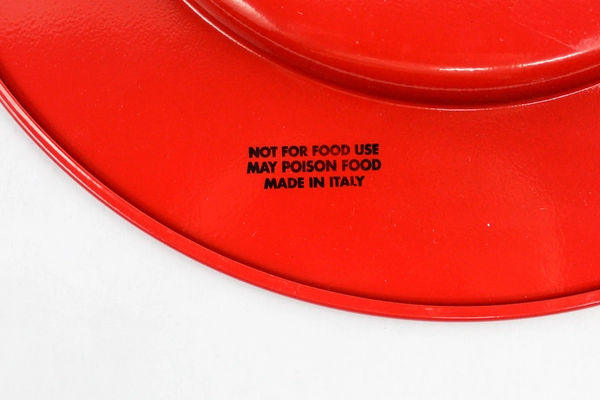 NOT FOR FOOD USE
MAY POISON FOOD
MADE IN ITALY